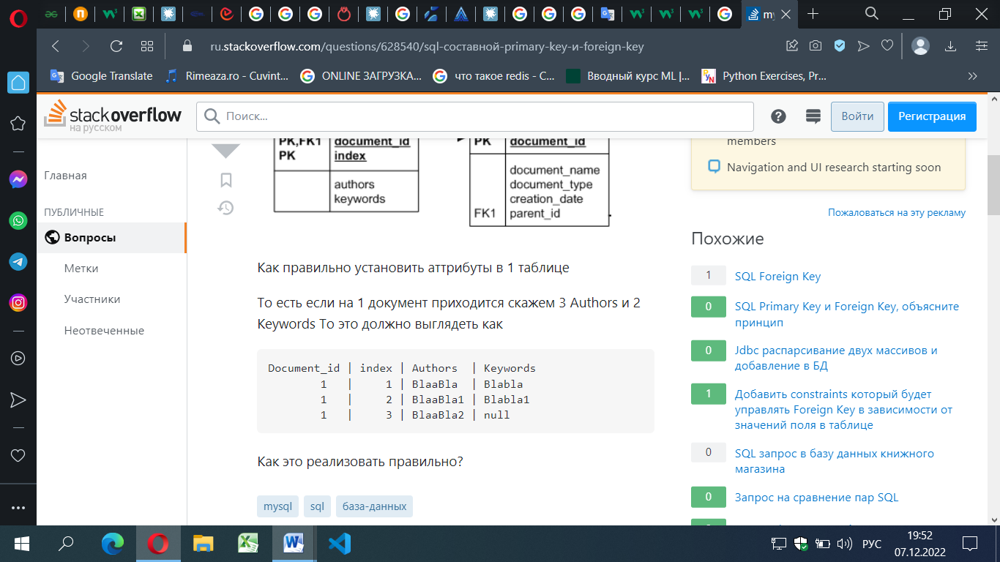 my
ru.stackoverflow.com/questions/628540/sql-составной-primary-key-и-foreign-key
Google Translate
Rimeaza.ro - Cuvint...
ONLINE ЗАГРУЗКА...
что такое redis - С...
Вводный курс ML |...
Python Exercises, Pr...
stackoverflow
на русском
Поиск...
Войти
Регистрация
Главная
ПУБЛИЧНЫЕ
Вопросы
Метки
Участники
Неотвеченные
PK,FK1 document_id
PK index
authors
keywords
PK document_id
document_name
document_type
creation_date
FK1 parent_id
Как правильно установить аттрибуты в 1 таблице
То есть если на 1 документ приходится скажем 3 Authors и 2
Keywords То это должно выглядеть как
Document_id | index | Authors | Keywords
1 | 1 | BlaaBla | Blabla
1 | 2 | BlaaBla1 | Blabla1
1 | 3 | BlaaBla2 | null
Как это реализовать правильно?
mysql sql база-данных
members
Navigation and UI research starting soon
Пожаловаться на эту рекламу
Похожие
1 SQL Foreign Key
0 SQL Primary Key и Foreign Key, объясните
принцип
0 Jdbc распарсивание двух массивов и
добавление в БД
1 Добавить constraints который будет
управлять Foreign Key в зависимости от
значений поля в таблице
0 SQL запрос в базу данных книжного
магазина
0 Запрос на сравнение пар SQL
РУС
19:52
07.12.2022